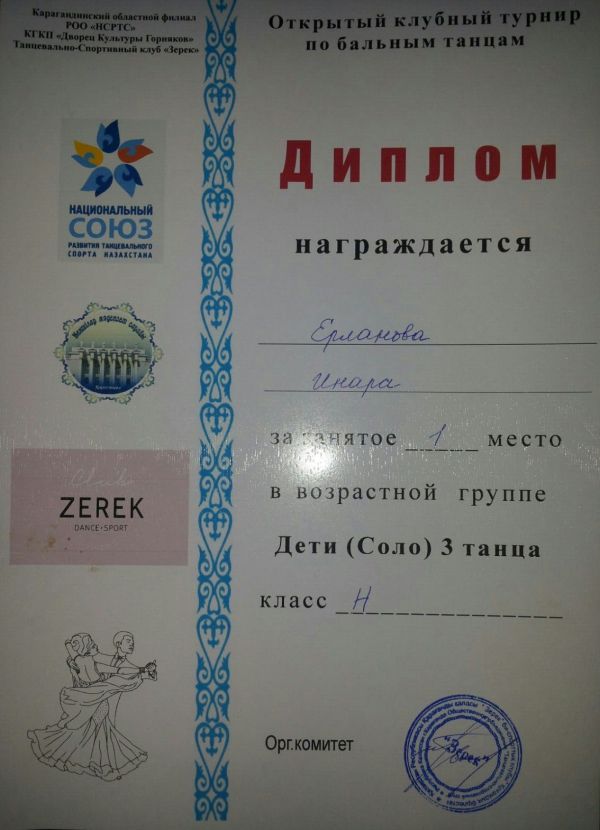 Карагандинский областной филиал
РОО «НСРТС»
КГКП «Дворец Культуры Горняков»
Танцевально-Спортивный клуб «Зерек»
Открытый клубный турнир
по бальным танцам
НАЦИОНАЛЬНЫЙ
СОЮЗ
РАЗВИТИЯ ТАНЦЕВАЛЬНОГО
СПОРТА КАЗАХСТАНА
Диплом
награждается
Ерланова
Инара
за занятое 1 место
в возрастной группе
Дети (Соло) 3 танца
класс Н
Club
ZEREK
DANCE•SPORT
Орг.комитет
"Зерек"